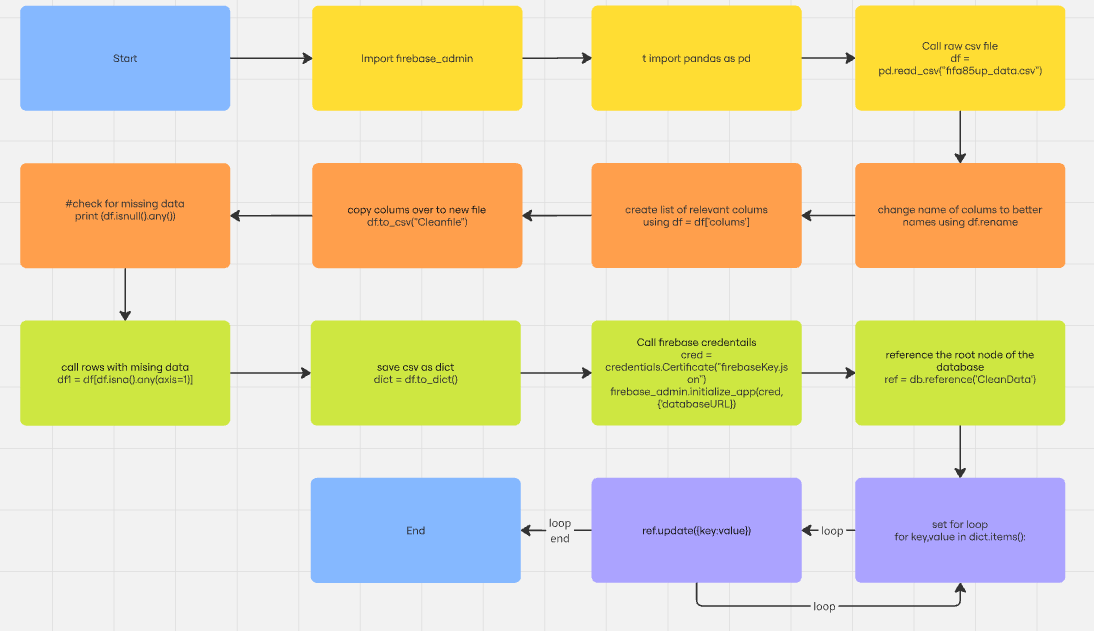 Start
Import firebase_admin
t import pandas as pd
Call raw csv file
df =
pd.read_csv("fifa85up_data.csv")
#check for missing data
print (df.isnull().any())
copy colums over to new file
df.to_csv("Cleanfile")
create list of relevant colums
using df = df['colums']
change name of colums to better
names using df.rename
call rows with mising data
df1 = df[df.isna().any(axis=1)]
save csv as dict
dict = df.to_dict()
Call firebase credentails
cred =
credentials.Certificate("firebaseKey.js
on")
firebase_admin.initialize_app(cred,
{'databaseURL})
reference the root node of the
database
ref = db.reference('CleanData')
End
loop
end
ref.update({key:value})
loop
set for loop
for key,value in dict.items():
loop